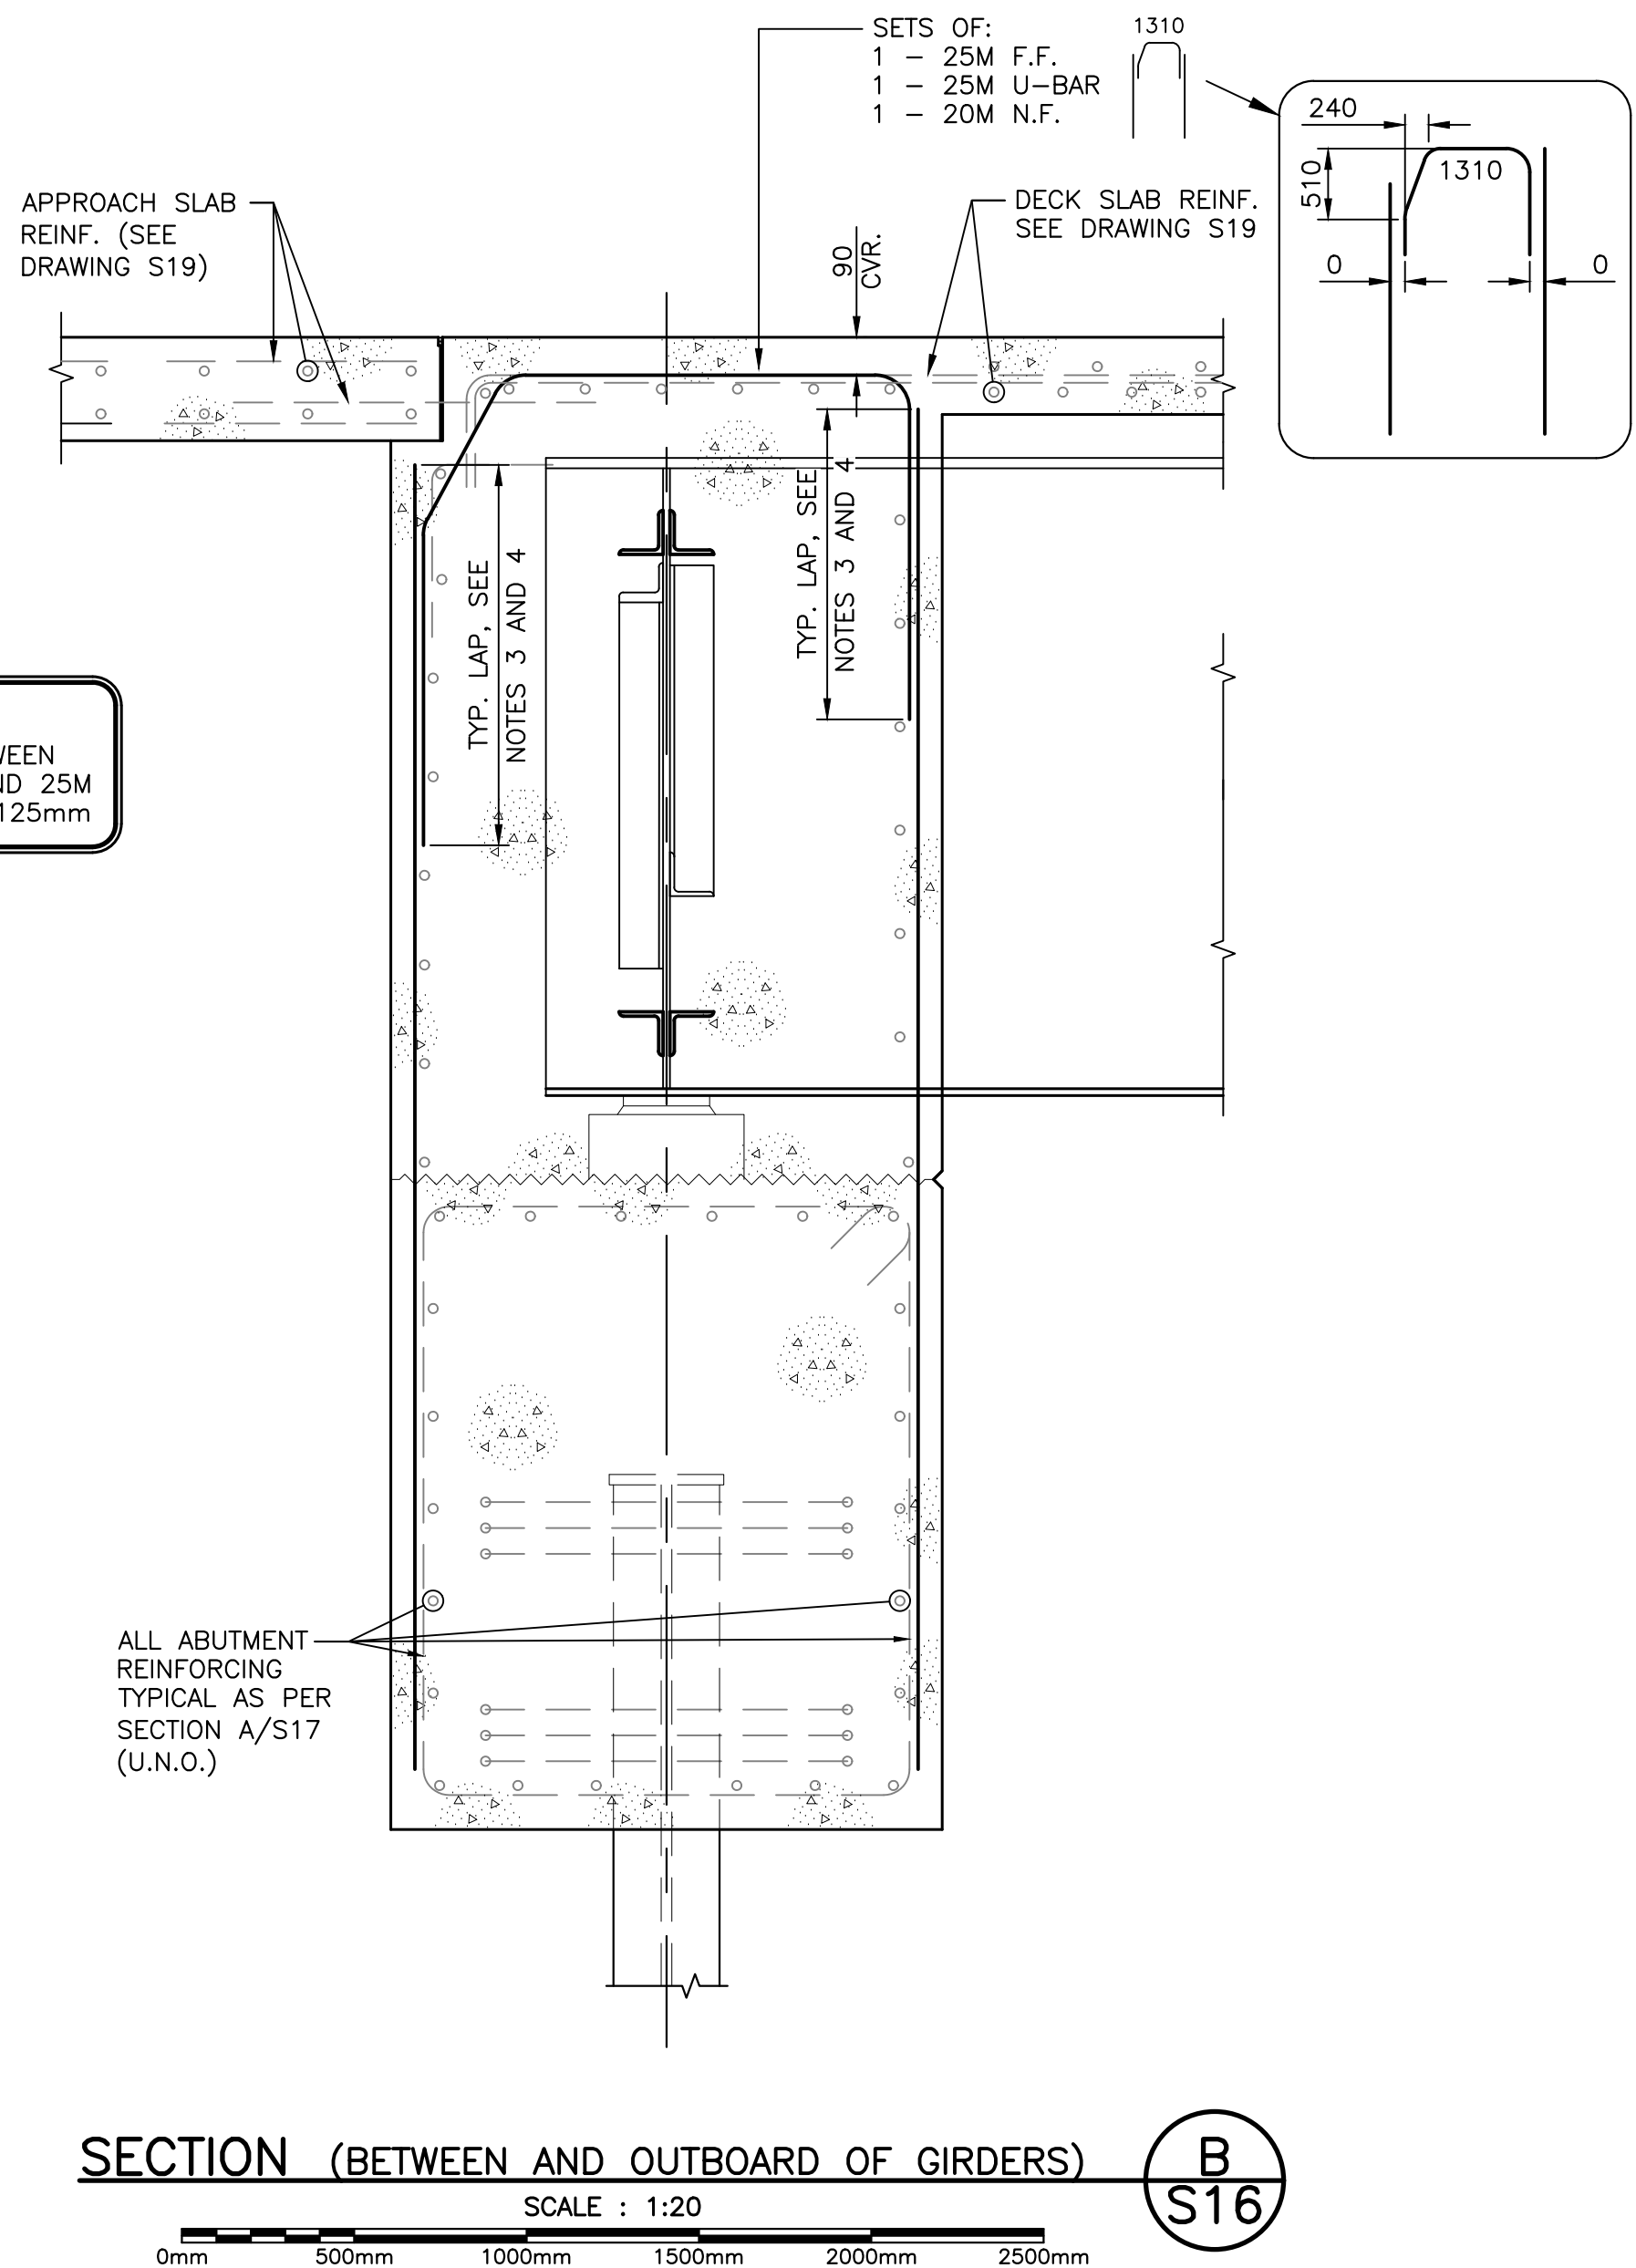 SETS OF:
1 - 25M F.F.
1 - 25M U-BAR
1 - 20M N.F.
1310
240
510
1310
0
0
APPROACH SLAB
REINF. (SEE
DRAWING S19)
DECK SLAB REINF.
SEE DRAWING S19
90
CVR.
TYP. LAP, SEE
NOTES 3 AND 4
TYP. LAP, SEE
NOTES 3 AND 4
25M
125mm
ALL ABUTMENT
REINFORCING
TYPICAL AS PER
SECTION A/S17
(U.N.O.)
SECTION (BETWEEN AND OUTBOARD OF GIRDERS)
B
S16
SCALE : 1:20
0mm 500mm 1000mm 1500mm 2000mm 2500mm